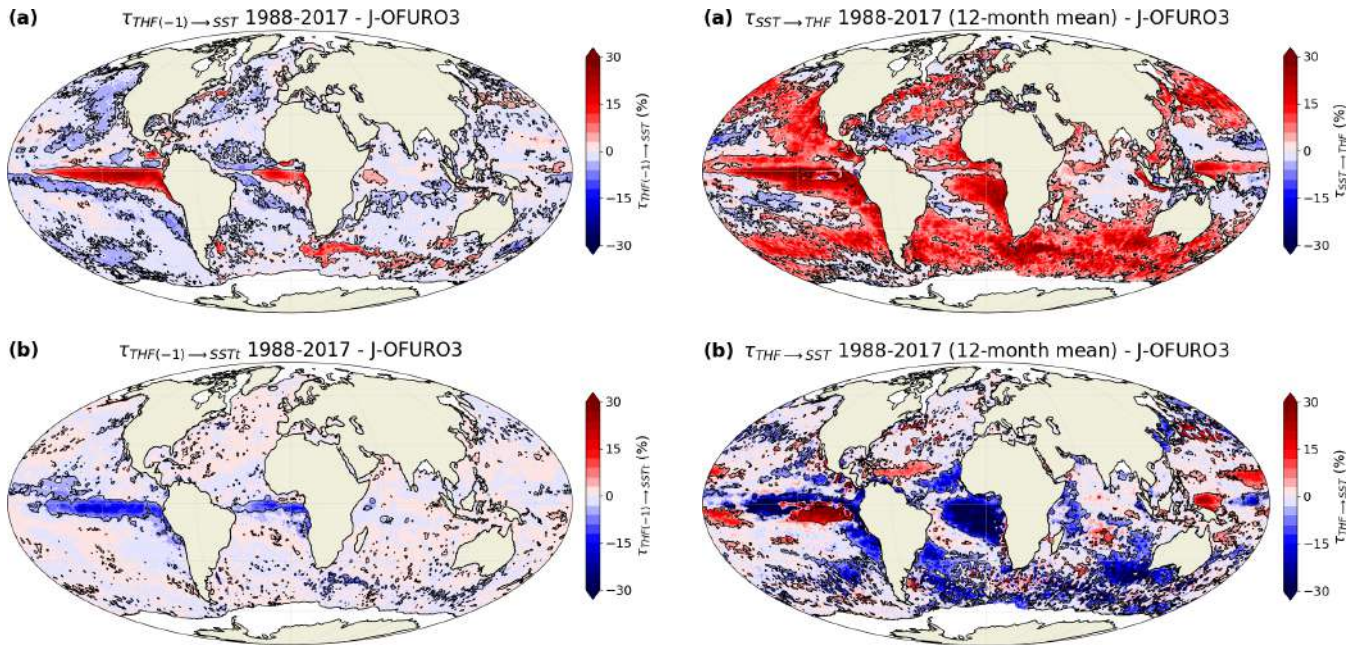 (a) τTHF(−1)→SST 1988-2017 - J-OFURO3
30
15
0
−15
−30
τTHF(−1)→SST (%)
(a) τSST→THF 1988-2017 (12-month mean) - J-OFURO3
30
15
0
−15
−30
τSST→THF (%)
(b) τTHF(−1)→SSTt 1988-2017 - J-OFURO3
30
15
0
−15
−30
τTHF(−1)→SSTt (%)
(b) τTHF→SST 1988-2017 (12-month mean) - J-OFURO3
30
15
0
−15
−30
τTHF→SST (%)